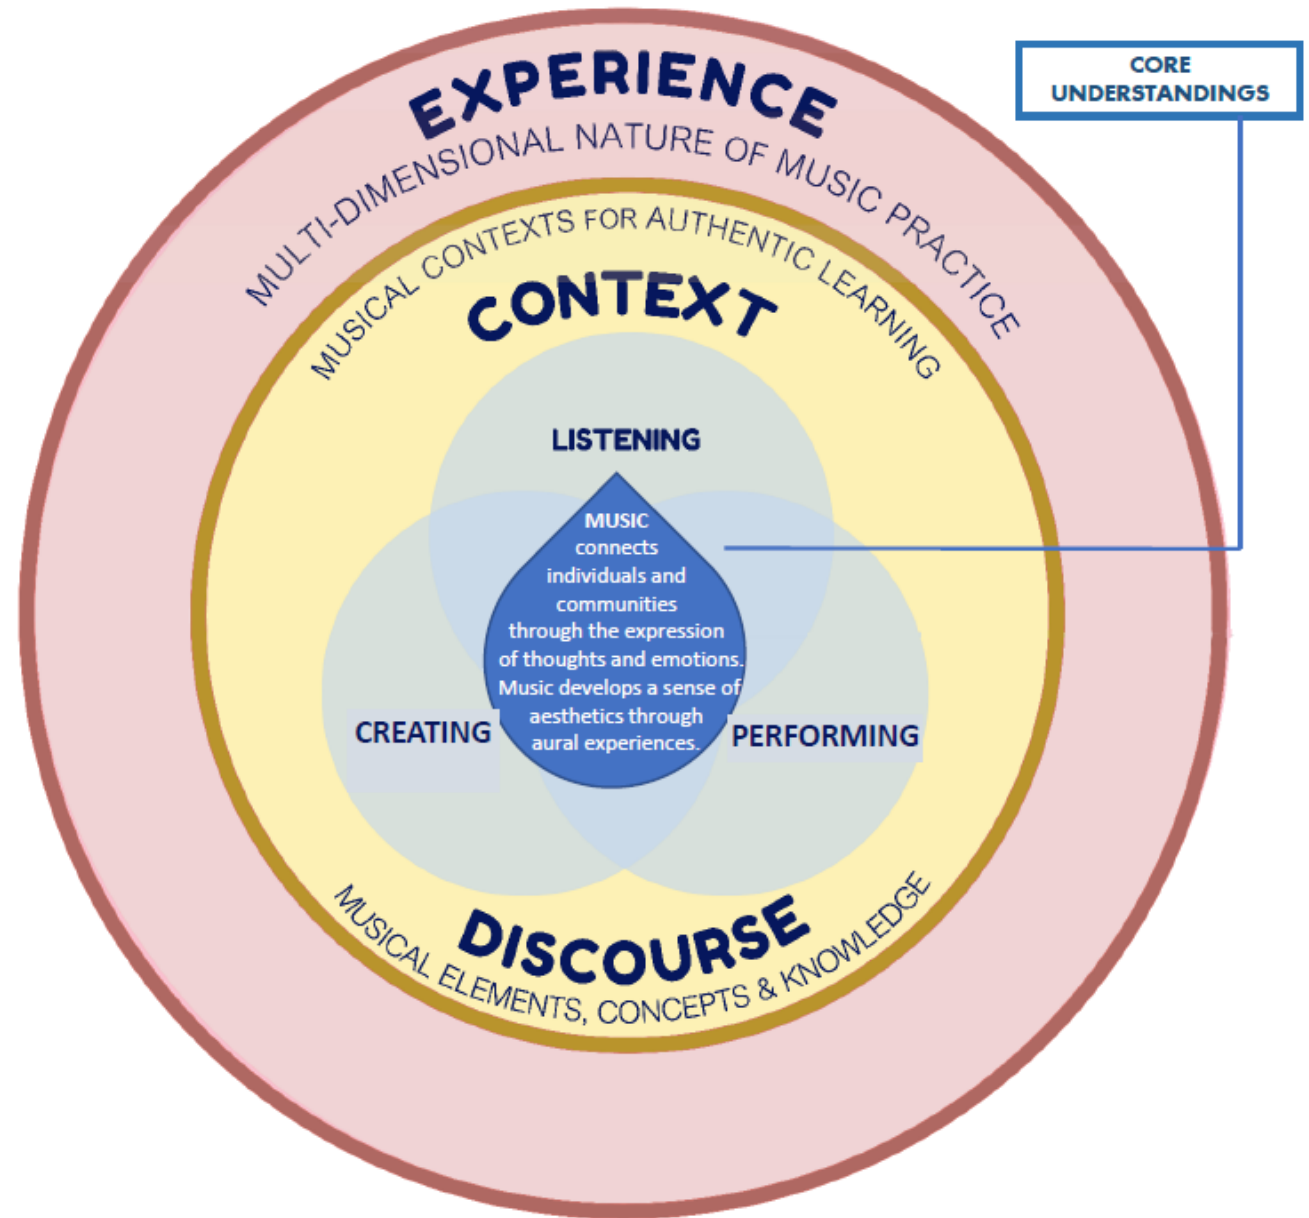 EXPERIENCE
MULTI-DIMENSIONAL NATURE OF MUSIC PRACTICE
CORE
UNDERSTANDINGS
MUSICAL CONTEXTS FOR AUTHENTIC LEARNING
CONTEXT
LISTENING
MUSIC
connects
individuals and
communities
through the expression
of thoughts and emotions.
Music develops a sense of
aesthetics through
aural experiences.
CREATING
PERFORMING
DISCOURSE
MUSICAL ELEMENTS, CONCEPTS & KNOWLEDGE